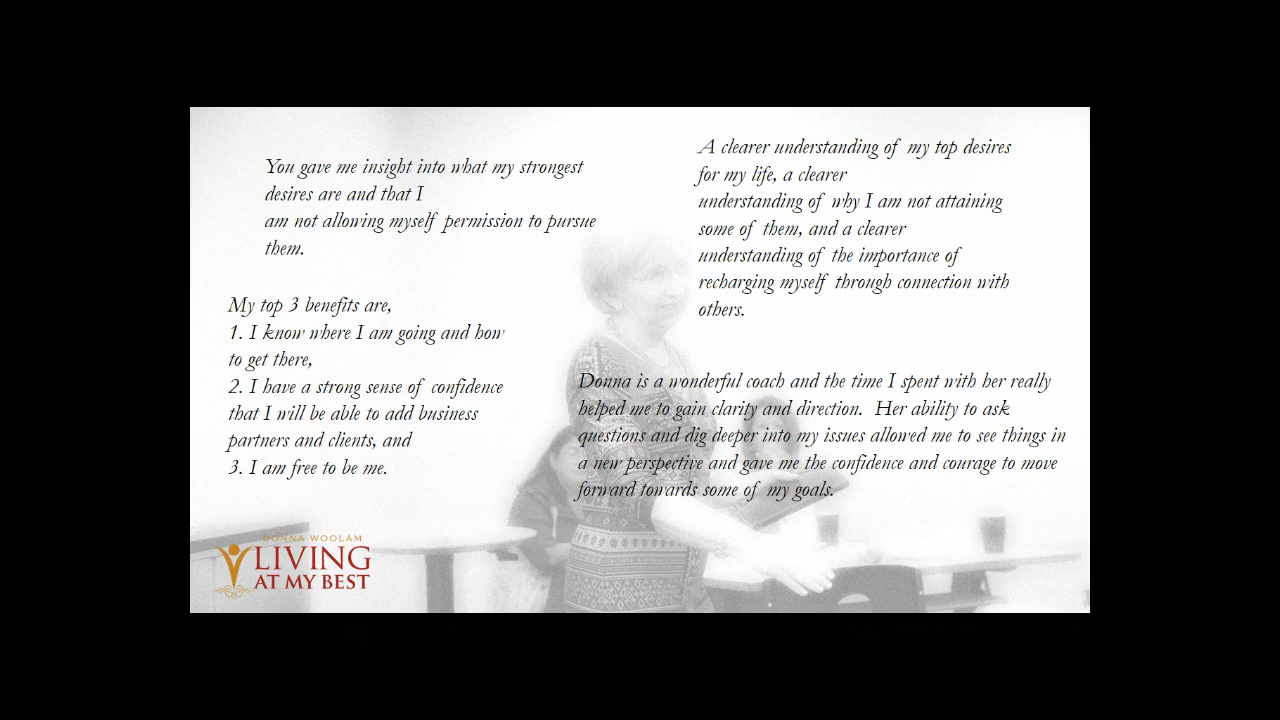 You gave me insight into what my strongest
desires are and that I
am not allowing myself permission to pursue
them.
A clearer understanding of my top desires
for my life, a clearer
understanding of why I am not attaining
some of them, and a clearer
understanding of the importance of
recharging myself through connection with
others.
My top 3 benefits are,
1. I know where I am going and how
to get there,
2. I have a strong sense of confidence
that I will be able to add business
partners and clients, and
3. I am free to be me.
Donna is a wonderful coach and the time I spent with her really
helped me to gain clarity and direction. Her ability to ask
questions and dig deeper into my issues allowed me to see things in
a new perspective and gave me the confidence and courage to move
forward towards some of my goals.
DONNA WOOLAM
LIVING
AT MY BEST